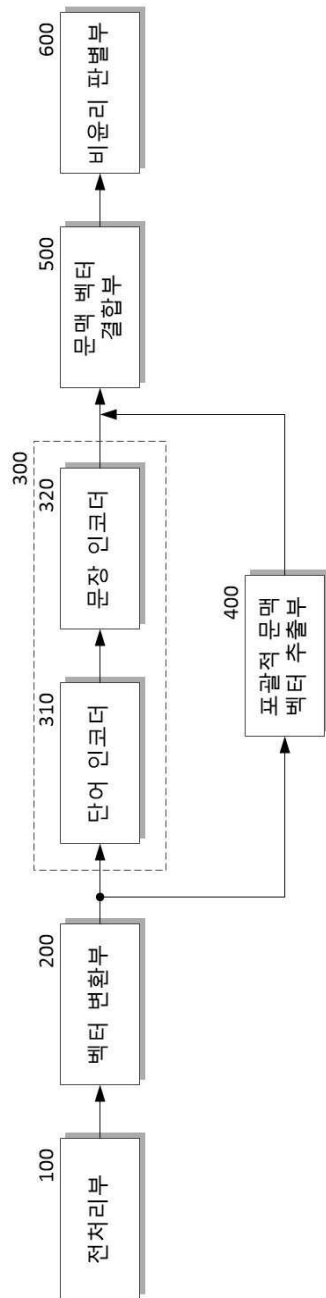 100
전처리부
200
벡터 변환부
300
310
단어 인코더
320
문장 인코더
400
포괄적 문맥
벡터 추출부
500
문맥 벡터
결합부
600
비윤리 판별부